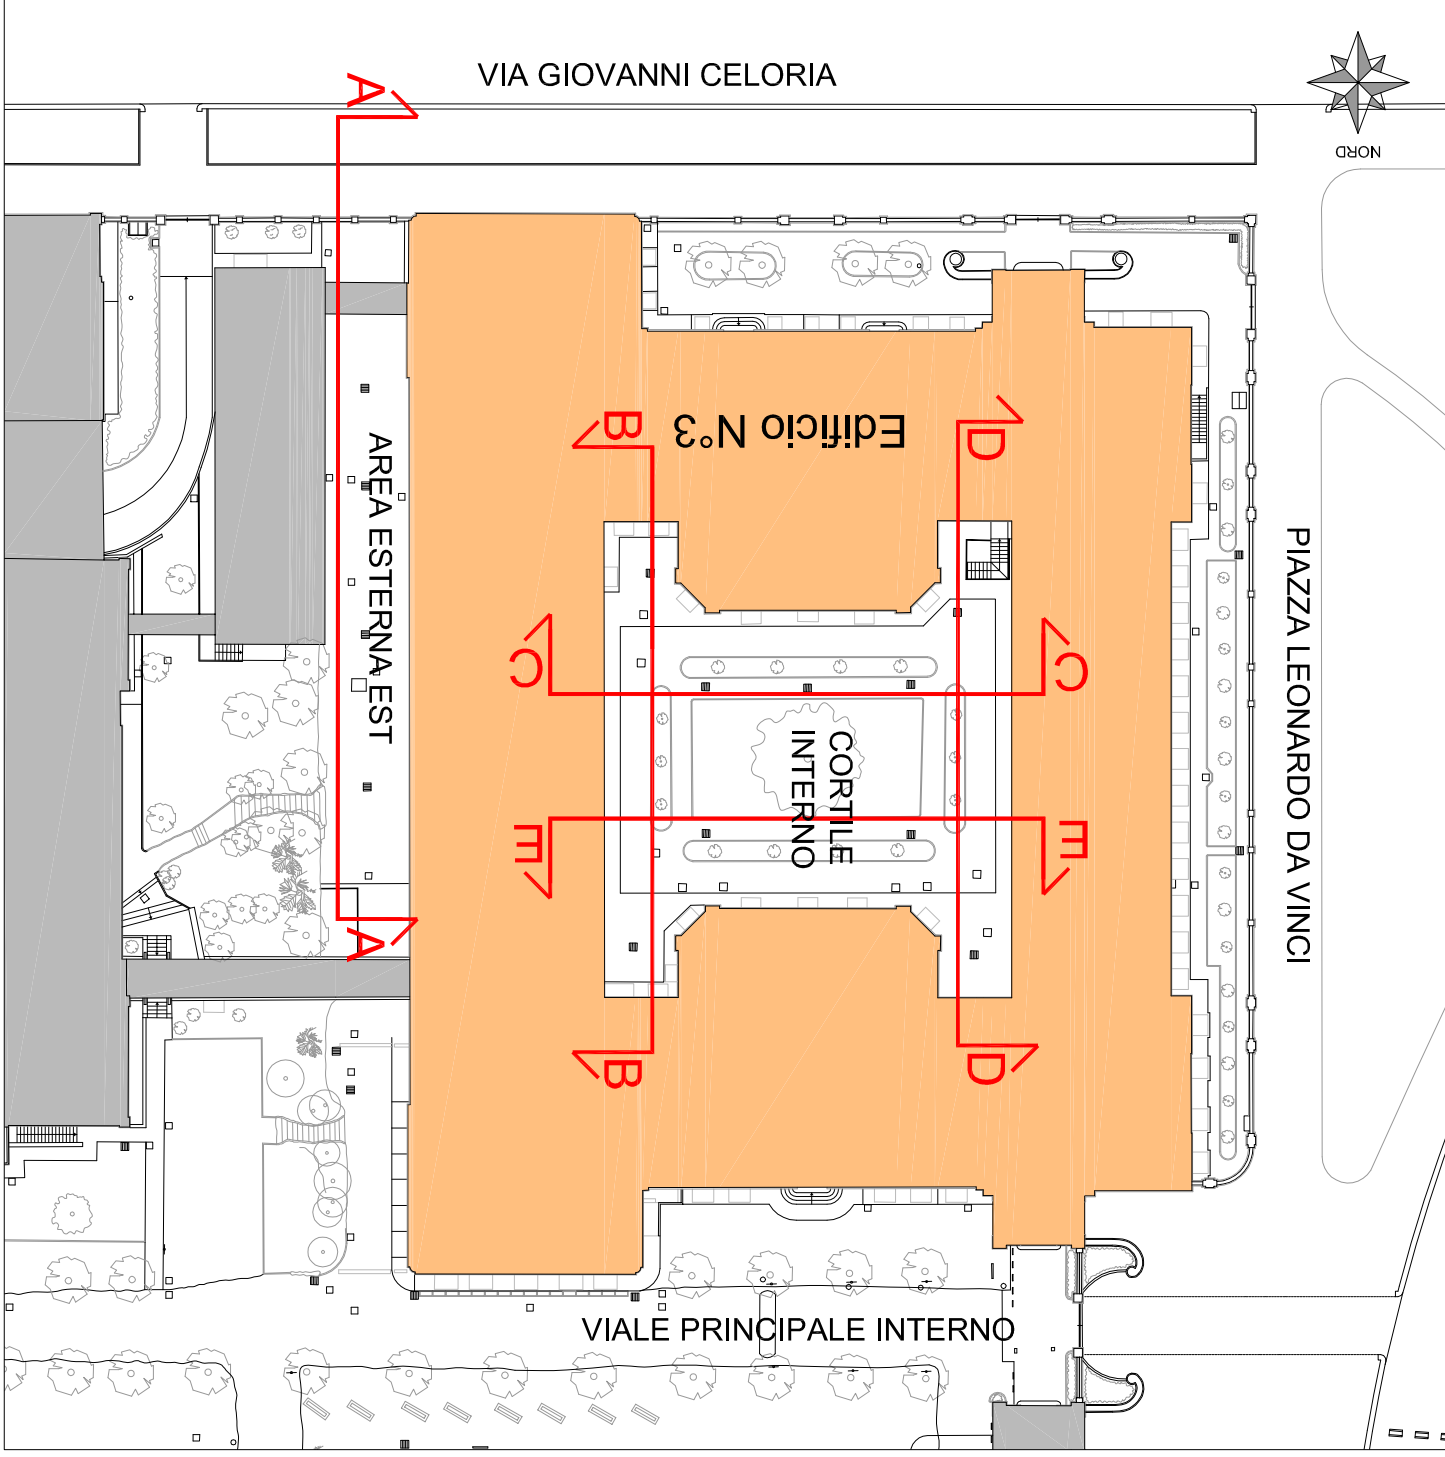 VIA GIOVANNI CELORIA
NORD
A
Edificio N°3
B
D
AREA ESTERNA EST
C
C
PIAZZA LEONARDO DA VINCI
CORTILE
INTERNO
E
E
A
B
D
VIALE PRINCIPALE INTERNO